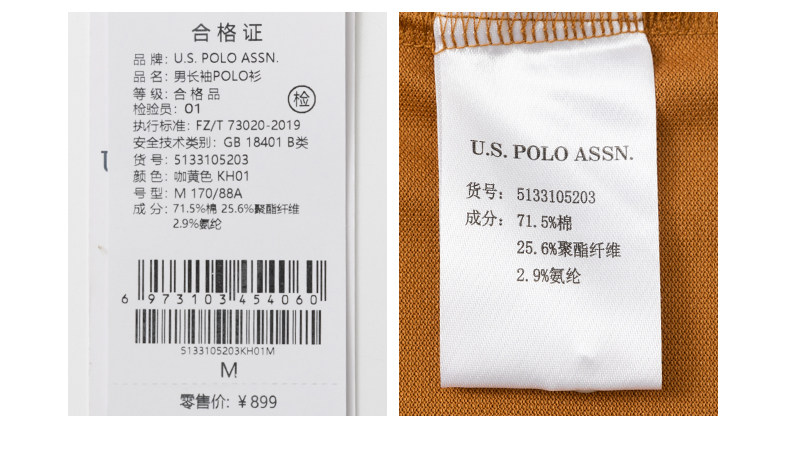 合格证
品 牌: U.S. POLO ASSN.
品 名: 男长袖POLO衫
等 级: 合 格 品
检
检验员: 01
执行标准: FZ/T 73020-2019
安全技术类别: GB 18401 B类
货 号: 5133105203
颜 色: 咖黄色 KH01
号 型: M 170/88A
成 分: 71.5%棉 25.6%聚酯纤维
2.9%氨纶
6 973103 454060
5133105203KH01M
M
零售价: ¥ 899
U.S. POLO ASSN.
货号: 5133105203
成分: 71.5%棉
25.6%聚酯纤维
2.9%氨纶